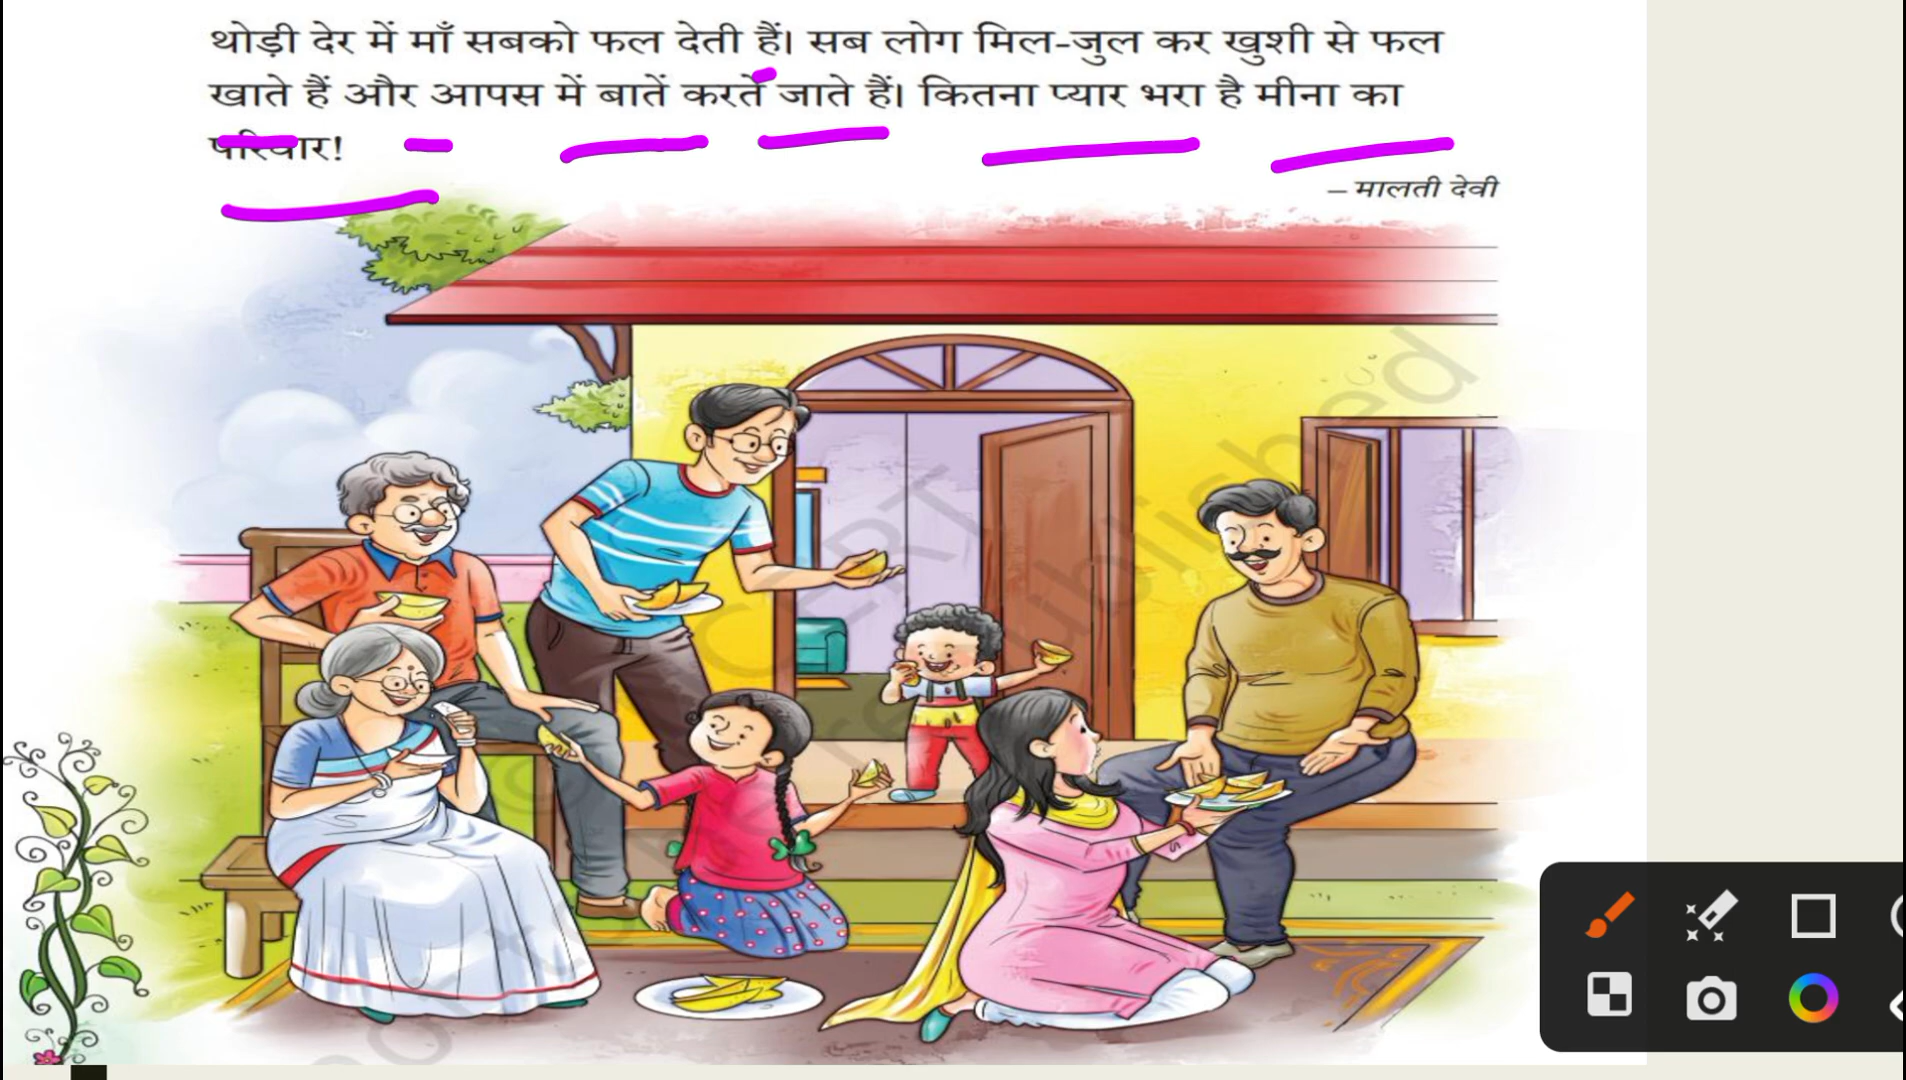 थोड़ी देर में माँ सबको फल देती हैं। सब लोग मिल-जुल कर खुशी से फल
खाते हैं और आपस में बातें करते जाते हैं। कितना प्यार भरा है मीना का
परिवार!
– मालती देवी